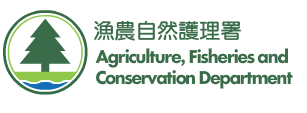 漁農自然護理署
Agriculture, Fisheries and
Conservation Department